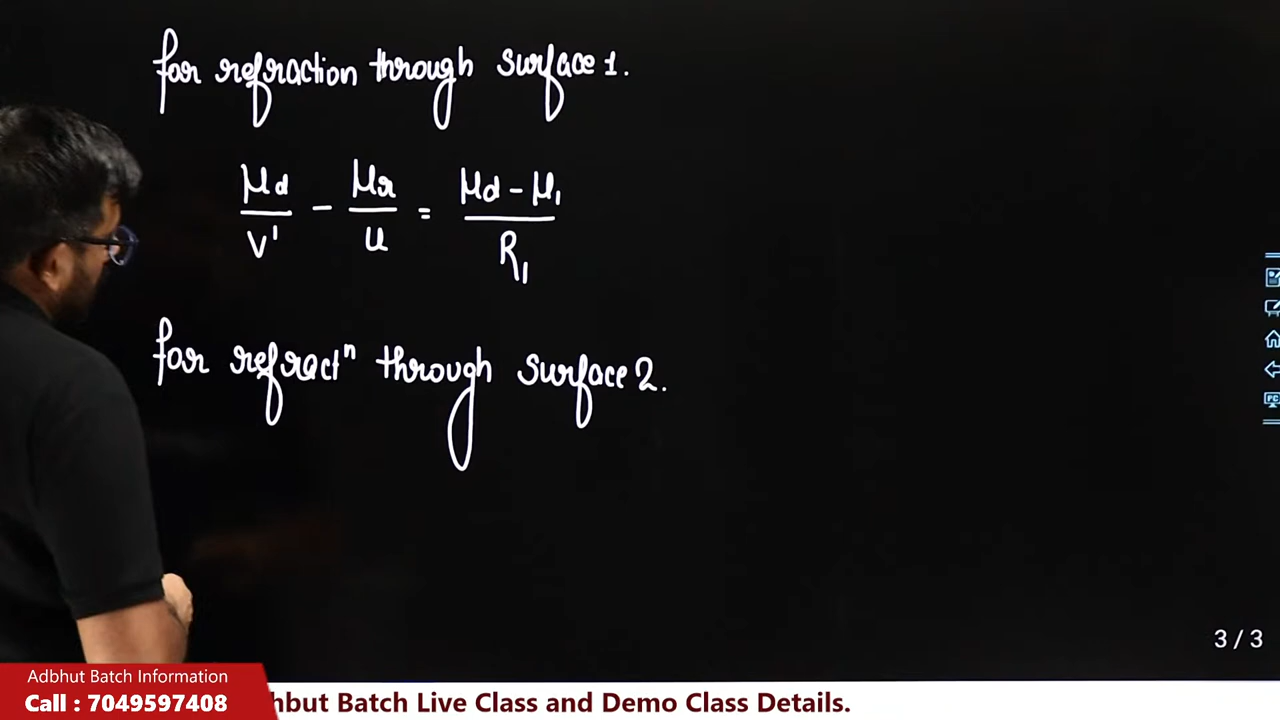 for refraction through surface 1.
μd/v' - μr/u = μd - μ1/R1
for refractⁿ through surface 2.
3 / 3
Adbhut Batch Information
Call : 7049597408
hbut Batch Live Class and Demo Class Details.